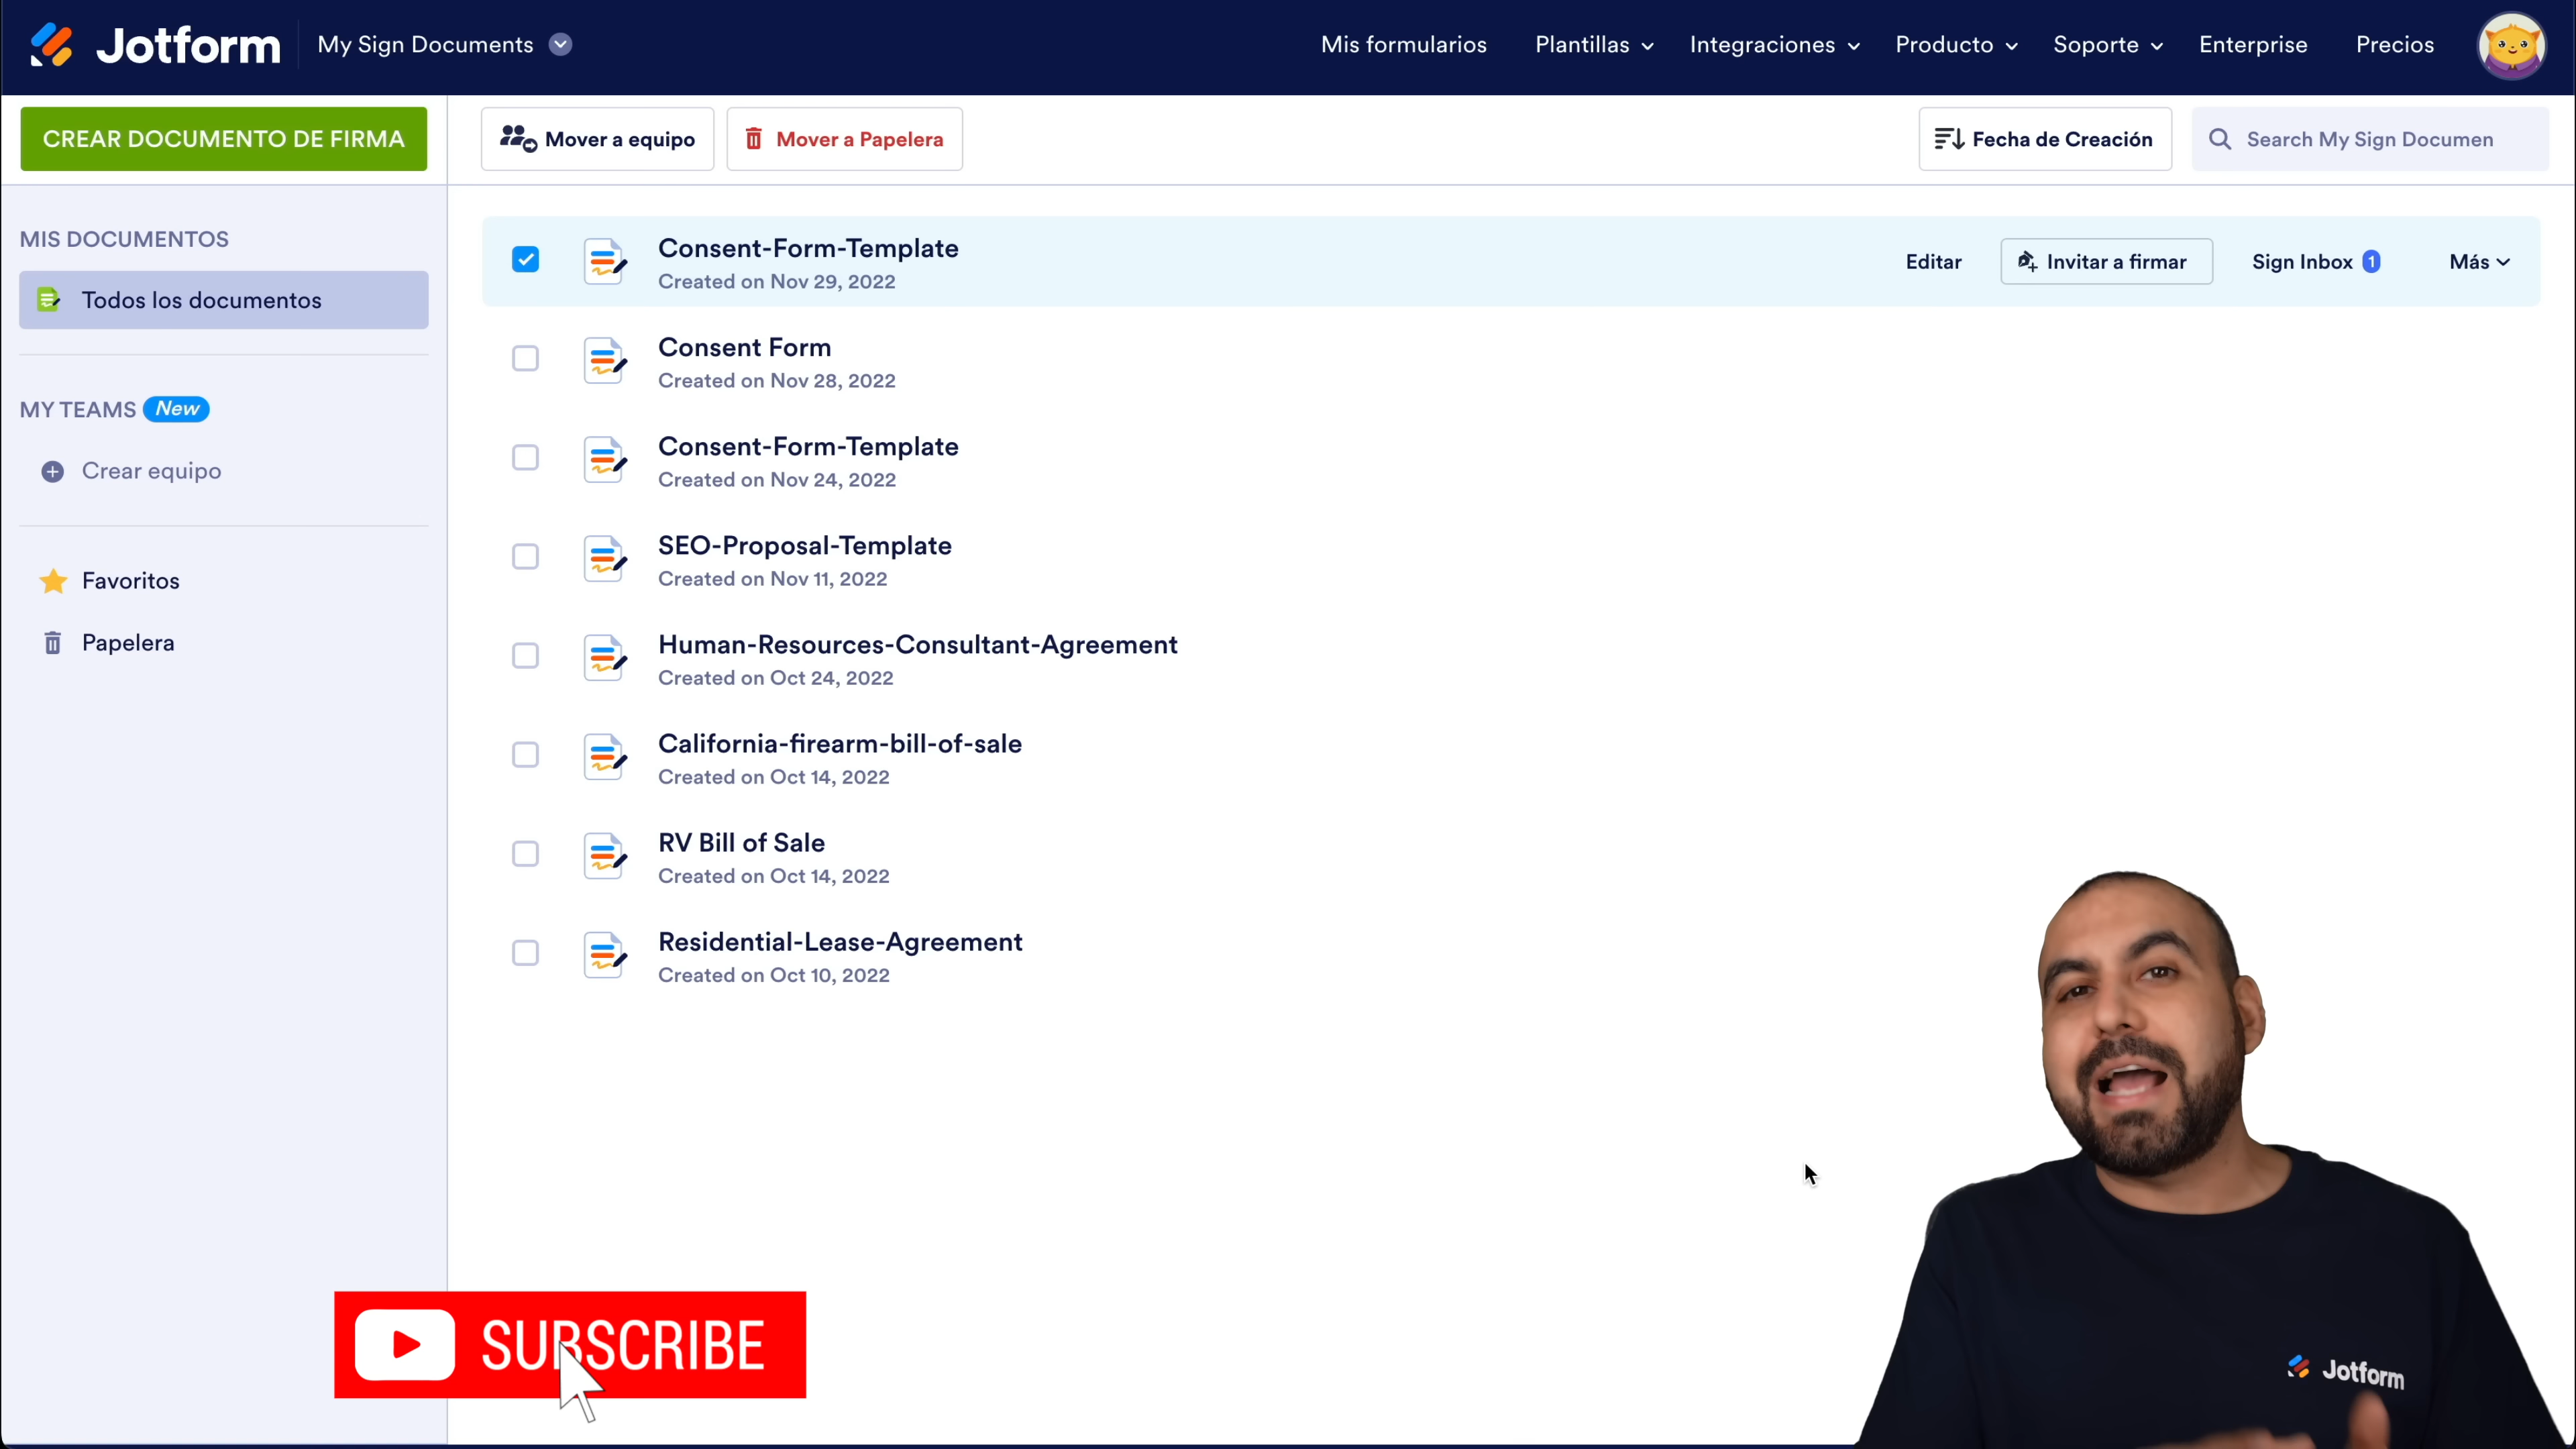 Jotform
My Sign Documents
Mis formularios
Plantillas
Integraciones
Producto
Soporte
Enterprise
Precios
CREAR DOCUMENTO DE FIRMA
Mover a equipo
Mover a Papelera
Fecha de Creación
Search My Sign Documen
MIS DOCUMENTOS
Todos los documentos
MY TEAMS New
Crear equipo
Favoritos
Papelera
Consent-Form-Template
Created on Nov 29, 2022
Editar
Invitar a firmar
Sign Inbox 1
Más
Consent Form
Created on Nov 28, 2022
Consent-Form-Template
Created on Nov 24, 2022
SEO-Proposal-Template
Created on Nov 11, 2022
Human-Resources-Consultant-Agreement
Created on Oct 24, 2022
California-firearm-bill-of-sale
Created on Oct 14, 2022
RV Bill of Sale
Created on Oct 14, 2022
Residential-Lease-Agreement
Created on Oct 10, 2022
SUBSCRIBE
Jotform